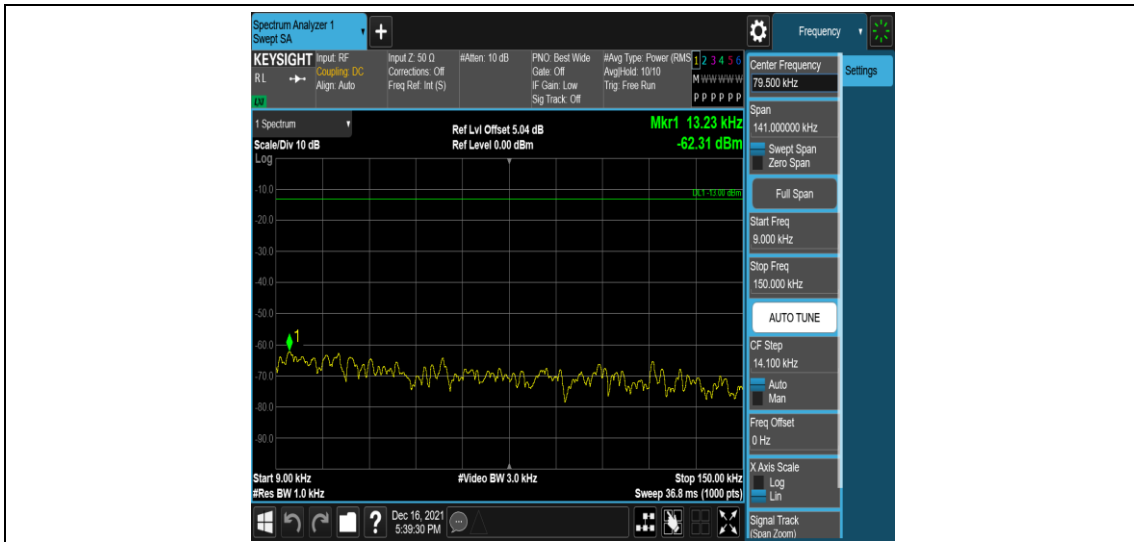 Spectrum Analyzer 1
Swept SA
+
Frequency
KEYSIGHT
RL
LXI
Input: RF
Coupling: DC
Align: Auto
Input Z: 50 Ω
Corrections: Off
Freq Ref: Int (S)
#Atten: 10 dB
PNO: Best Wide
Gate: Off
IF Gain: Low
Sig Track: Off
#Avg Type: Power (RMS
Avg|Hold: 10/10
Trig: Free Run
1 2 3 4 5 6
M W W W W W
P P P P P P
1 Spectrum
Scale/Div 10 dB
Log
Ref Lvl Offset 5.04 dB
Ref Level 0.00 dBm
Mkr1 13.23 kHz
-62.31 dBm
DL1 -13.00 dBm
-10.0
-20.0
-30.0
-40.0
-50.0
-60.0
-70.0
-80.0
-90.0
1
Start 9.00 kHz
#Res BW 1.0 kHz
#Video BW 3.0 kHz
Stop 150.00 kHz
Sweep 36.8 ms (1000 pts)
Dec 16, 2021
5:39:30 PM
?
Center Frequency
79.500 kHz
Settings
Span
141.000000 kHz
Swept Span
Zero Span
Full Span
Start Freq
9.000 kHz
Stop Freq
150.000 kHz
AUTO TUNE
CF Step
14.100 kHz
Auto
Man
Freq Offset
0 Hz
X Axis Scale
Log
Lin
Signal Track
(Span Zoom)